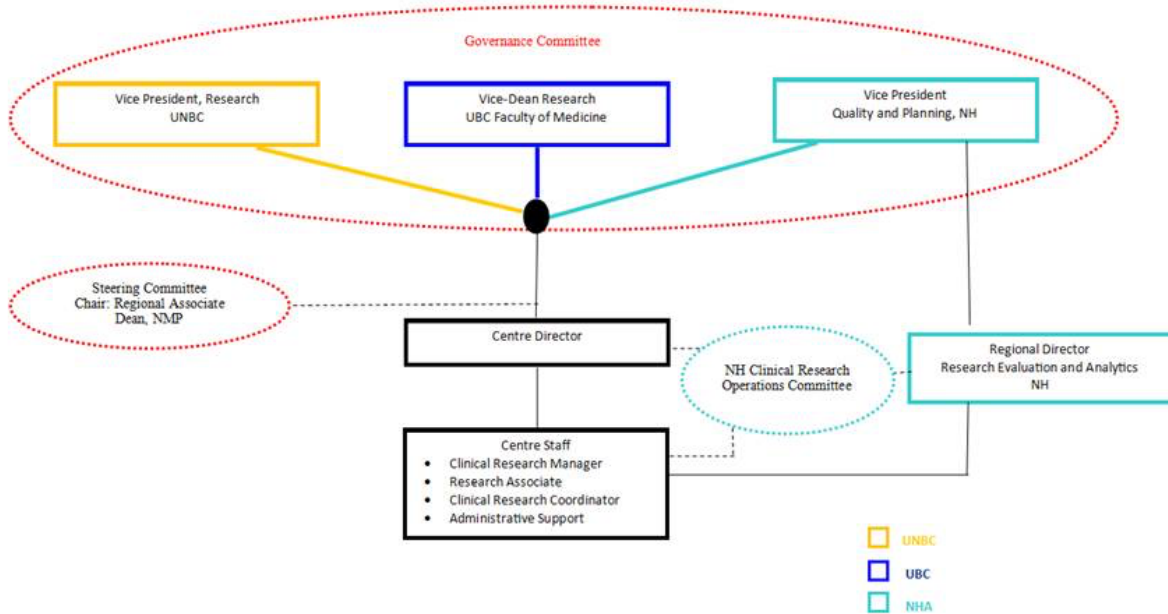 Governance Committee
Vice President, Research
UNBC
Vice-Dean Research
UBC Faculty of Medicine
Vice President
Quality and Planning, NH
Steering Committee
Chair: Regional Associate
Dean, NMP
Centre Director
NH Clinical Research
Operations Committee
Regional Director
Research Evaluation and Analytics
NH
Centre Staff
• Clinical Research Manager
• Research Associate
• Clinical Research Coordinator
• Administrative Support
UNBC
UBC
NHA